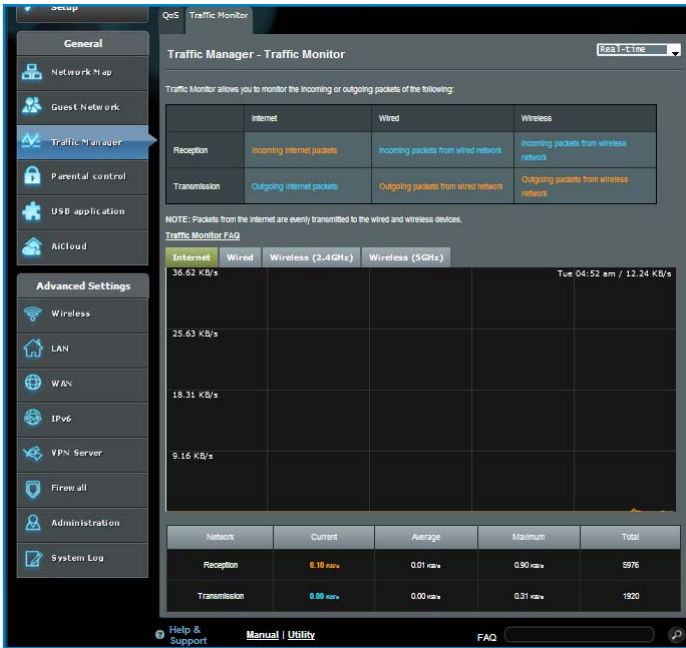 Setup
General
Network Map
Guest Network
Traffic Manager
Parental control
USB application
AiCloud
Advanced Settings
Wireless
LAN
WAN
IPv6
VPN Server
Firewall
Administration
System Log
QoS Traffic Monitor
Traffic Manager - Traffic Monitor
Real-time
Traffic Monitor allows you to monitor the incoming or outgoing packets of the following:
Internet Wired Wireless
Reception Incoming Internet packets Incoming packets from wired network Incoming packets from wireless
network
Transmission Outgoing Internet packets Outgoing packets from wired network Outgoing packets from wireless
network
NOTE: Packets from the Internet are evenly transmitted to the wired and wireless devices.
Traffic Monitor FAQ
Internet Wired Wireless (2.4GHz) Wireless (5GHz)
36.62 KB/s Tue 04:52 am / 12.24 KB/s
25.63 KB/s
18.31 KB/s
9.16 KB/s
Network Current Average Maximum Total
Reception 0.10 KB/s 0.01 KB/s 0.90 KB/s 5976
Transmission 0.00 KB/s 0.00 KB/s 0.31 KB/s 1920
Help &
Support
Manual | Utility
FAQ